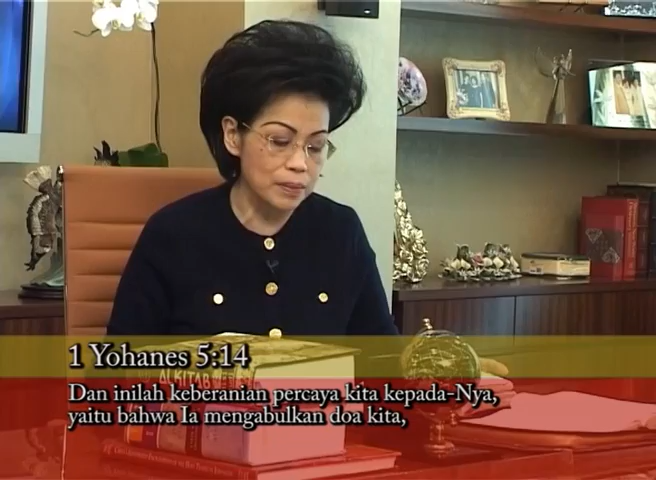 1 Yohanes 5:14
Dan inilah keberanian percaya kita kepada-Nya,
yaitu bahwa Ia mengabulkan doa kita,
ALKITAB